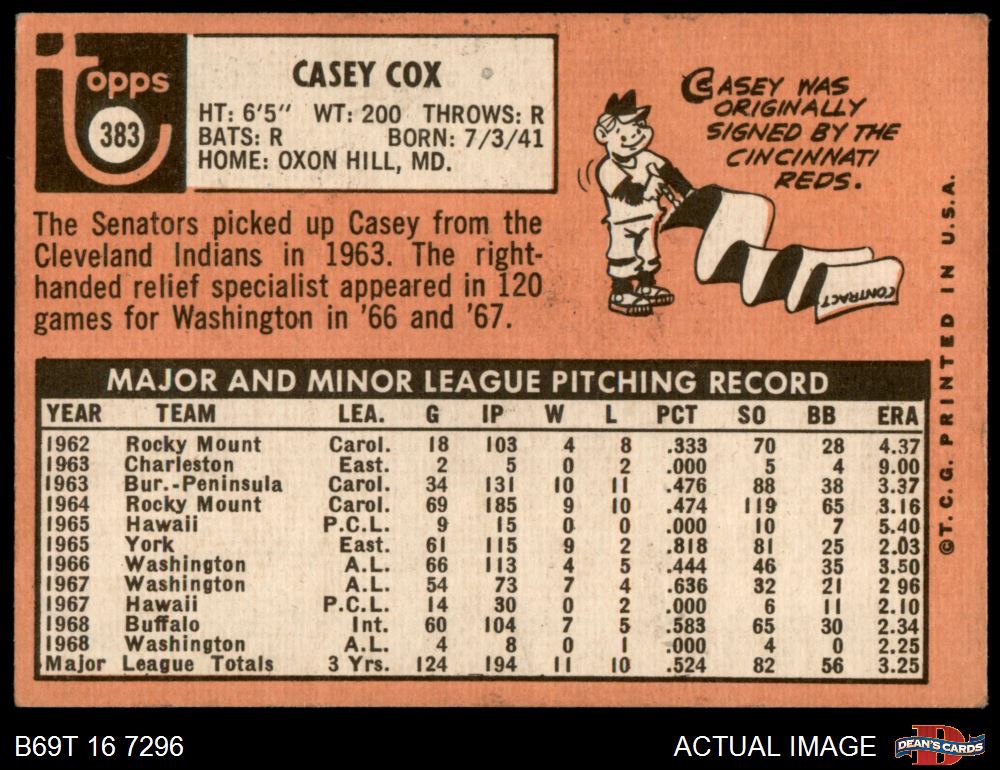 topps
383
CASEY COX
HT: 6'5" WT: 200 THROWS: R
BATS: R BORN: 7/3/41
HOME: OXON HILL, MD.
The Senators picked up Casey from the
Cleveland Indians in 1963. The right-
handed relief specialist appeared in 120
games for Washington in '66 and '67.
CASEY WAS
ORIGINALLY
SIGNED BY THE
CINCINNATI
REDS.
CONTRACT
MAJOR AND MINOR LEAGUE PITCHING RECORD
YEAR TEAM LEA. G IP W L PCT SO BB ERA
1962 Rocky Mount Carol. 18 103 4 8 .333 70 28 4.37
1963 Charleston East. 2 5 0 2 .000 5 4 9.00
1963 Bur.-Peninsula Carol. 34 131 10 11 .476 88 38 3.37
1964 Rocky Mount Carol. 69 185 9 10 .474 119 65 3.16
1965 Hawaii P.C.L. 9 15 0 0 .000 10 7 5.40
1965 York East. 61 115 9 2 .818 81 25 2.03
1966 Washington A.L. 66 113 4 5 .444 46 35 3.50
1967 Washington A.L. 54 73 7 4 .636 32 21 2 96
1967 Hawaii P.C.L. 14 30 0 2 .000 6 11 2.10
1968 Buffalo Int. 60 104 7 5 .583 65 30 2.34
1968 Washington A.L. 4 8 0 1 .000 4 0 2.25
Major League Totals 3 Yrs. 124 194 11 10 .524 82 56 3.25
©T.C.G. PRINTED IN U.S.A.
B69T 16 7296
ACTUAL IMAGE
D
DEAN'S CARDS